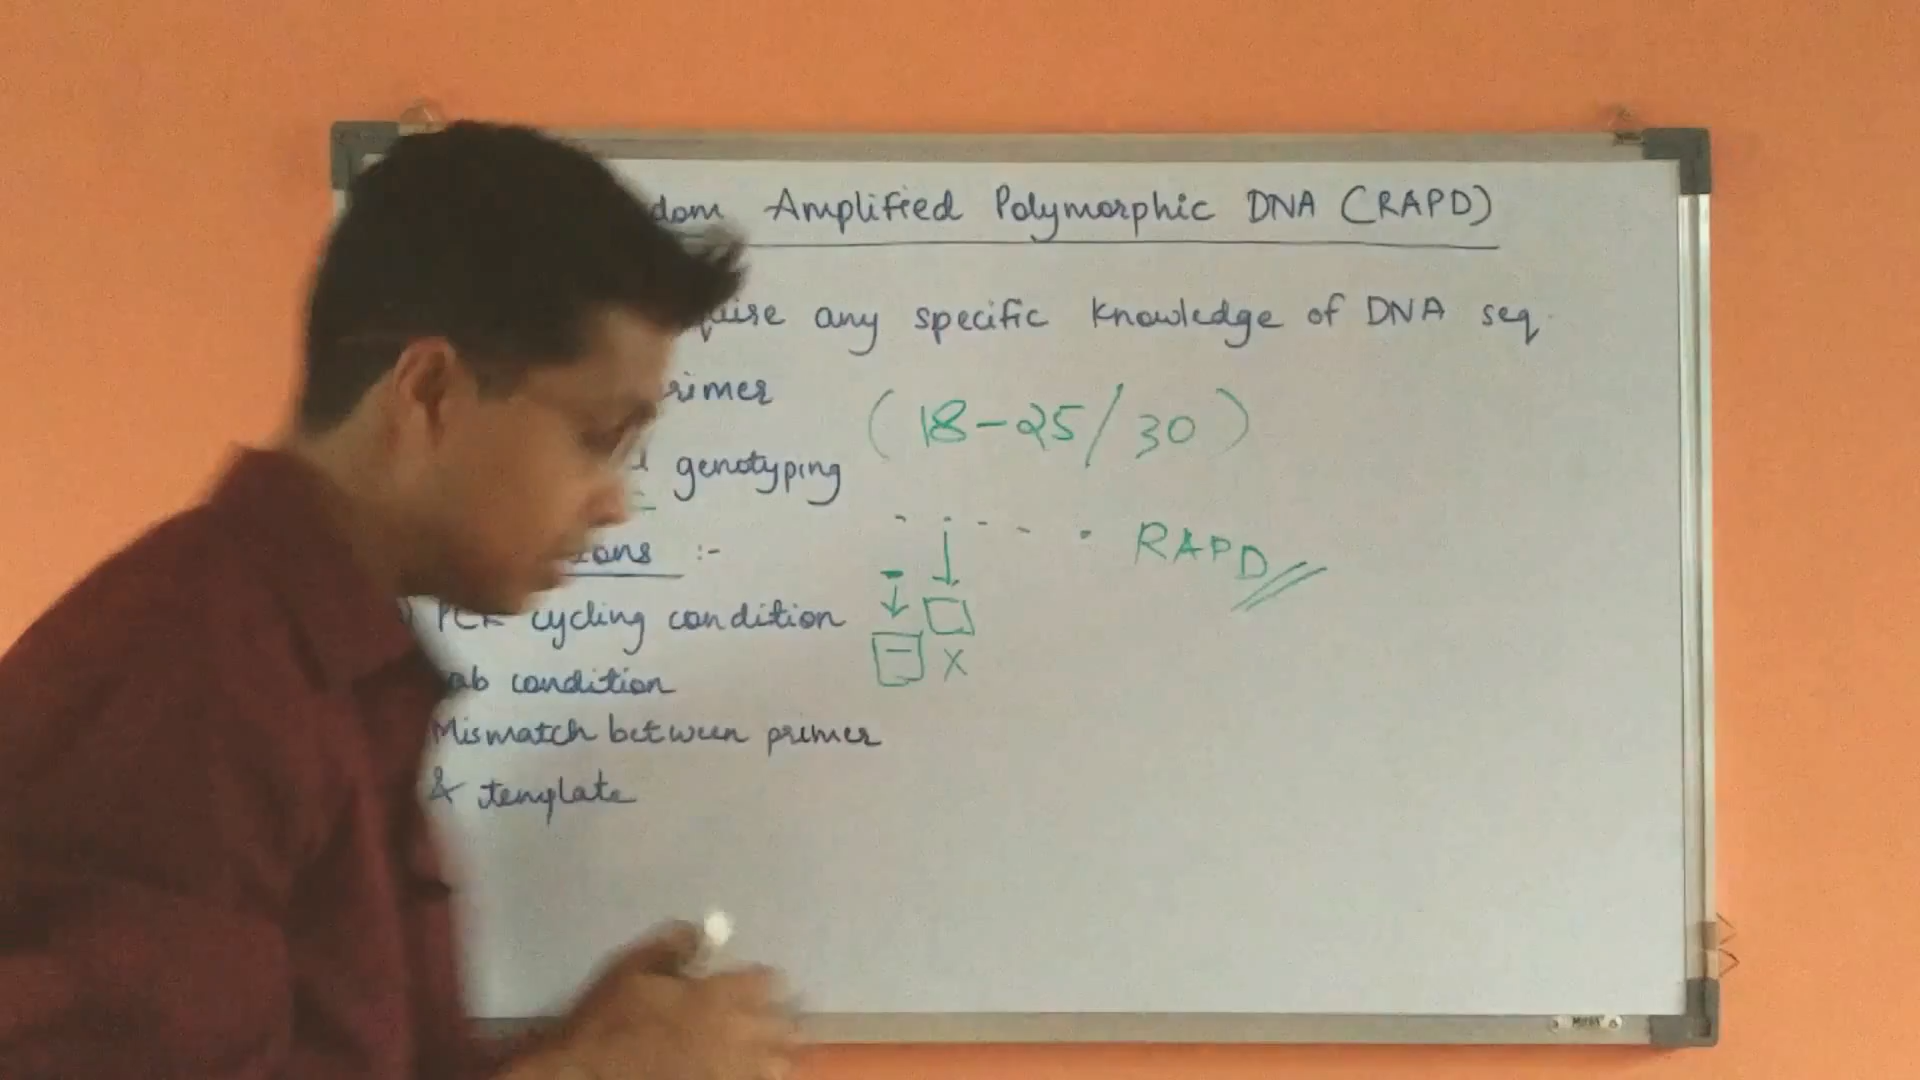 Amplified Polymorphic DNA (RAPD)
any specific knowledge of DNA seq.
(18-25/30)
genotyping
RAPD
:-
PCR cycling condition
condition
Mismatch between primer
& template